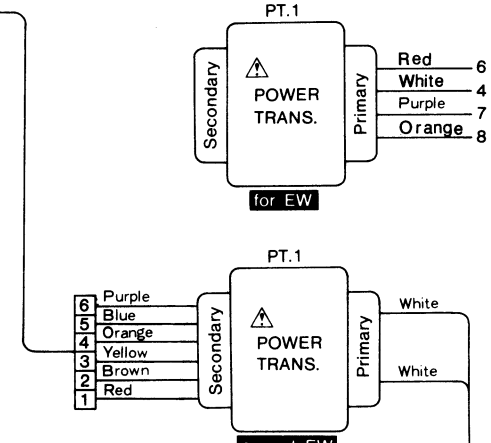 PT.1
Secondary
POWER
TRANS.
Primary
Red 6
White 4
Purple 7
Orange 8
for EW
PT.1
6 Purple
5 Blue
4 Orange
3 Yellow
2 Brown
1 Red
Secondary
POWER
TRANS.
Primary
White
White
EW